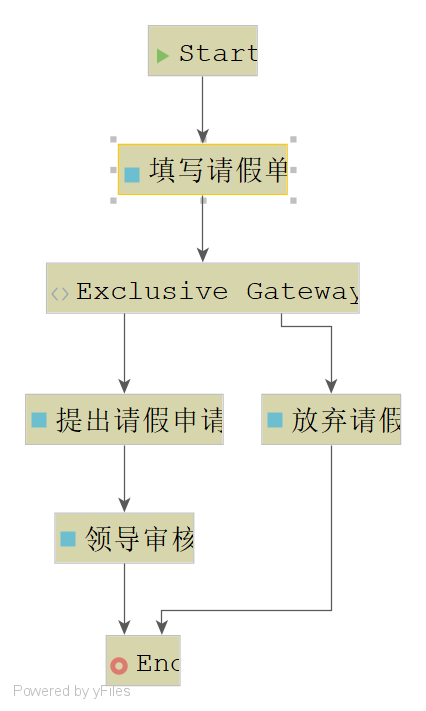 Start
填写请假单
Exclusive Gateway
提出请假申请
放弃请假
领导审核
End
Powered by yFiles